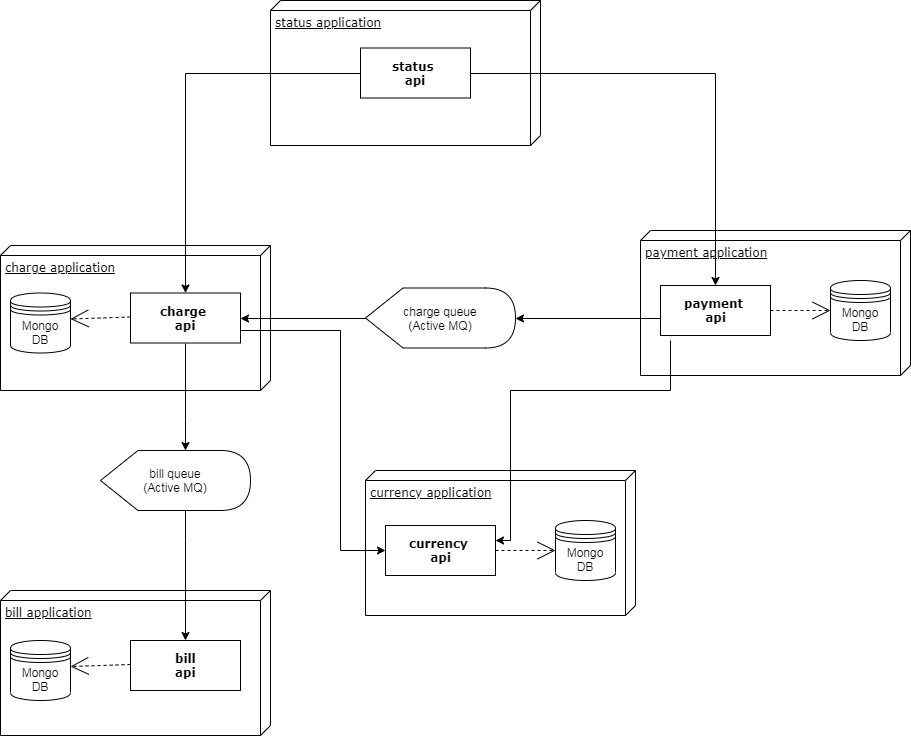 status application
status
api
charge application
Mongo
DB
charge
api
charge queue
(Active MQ)
payment application
payment
api
Mongo
DB
bill queue
(Active MQ)
currency application
currency
api
Mongo
DB
bill application
Mongo
DB
bill
api